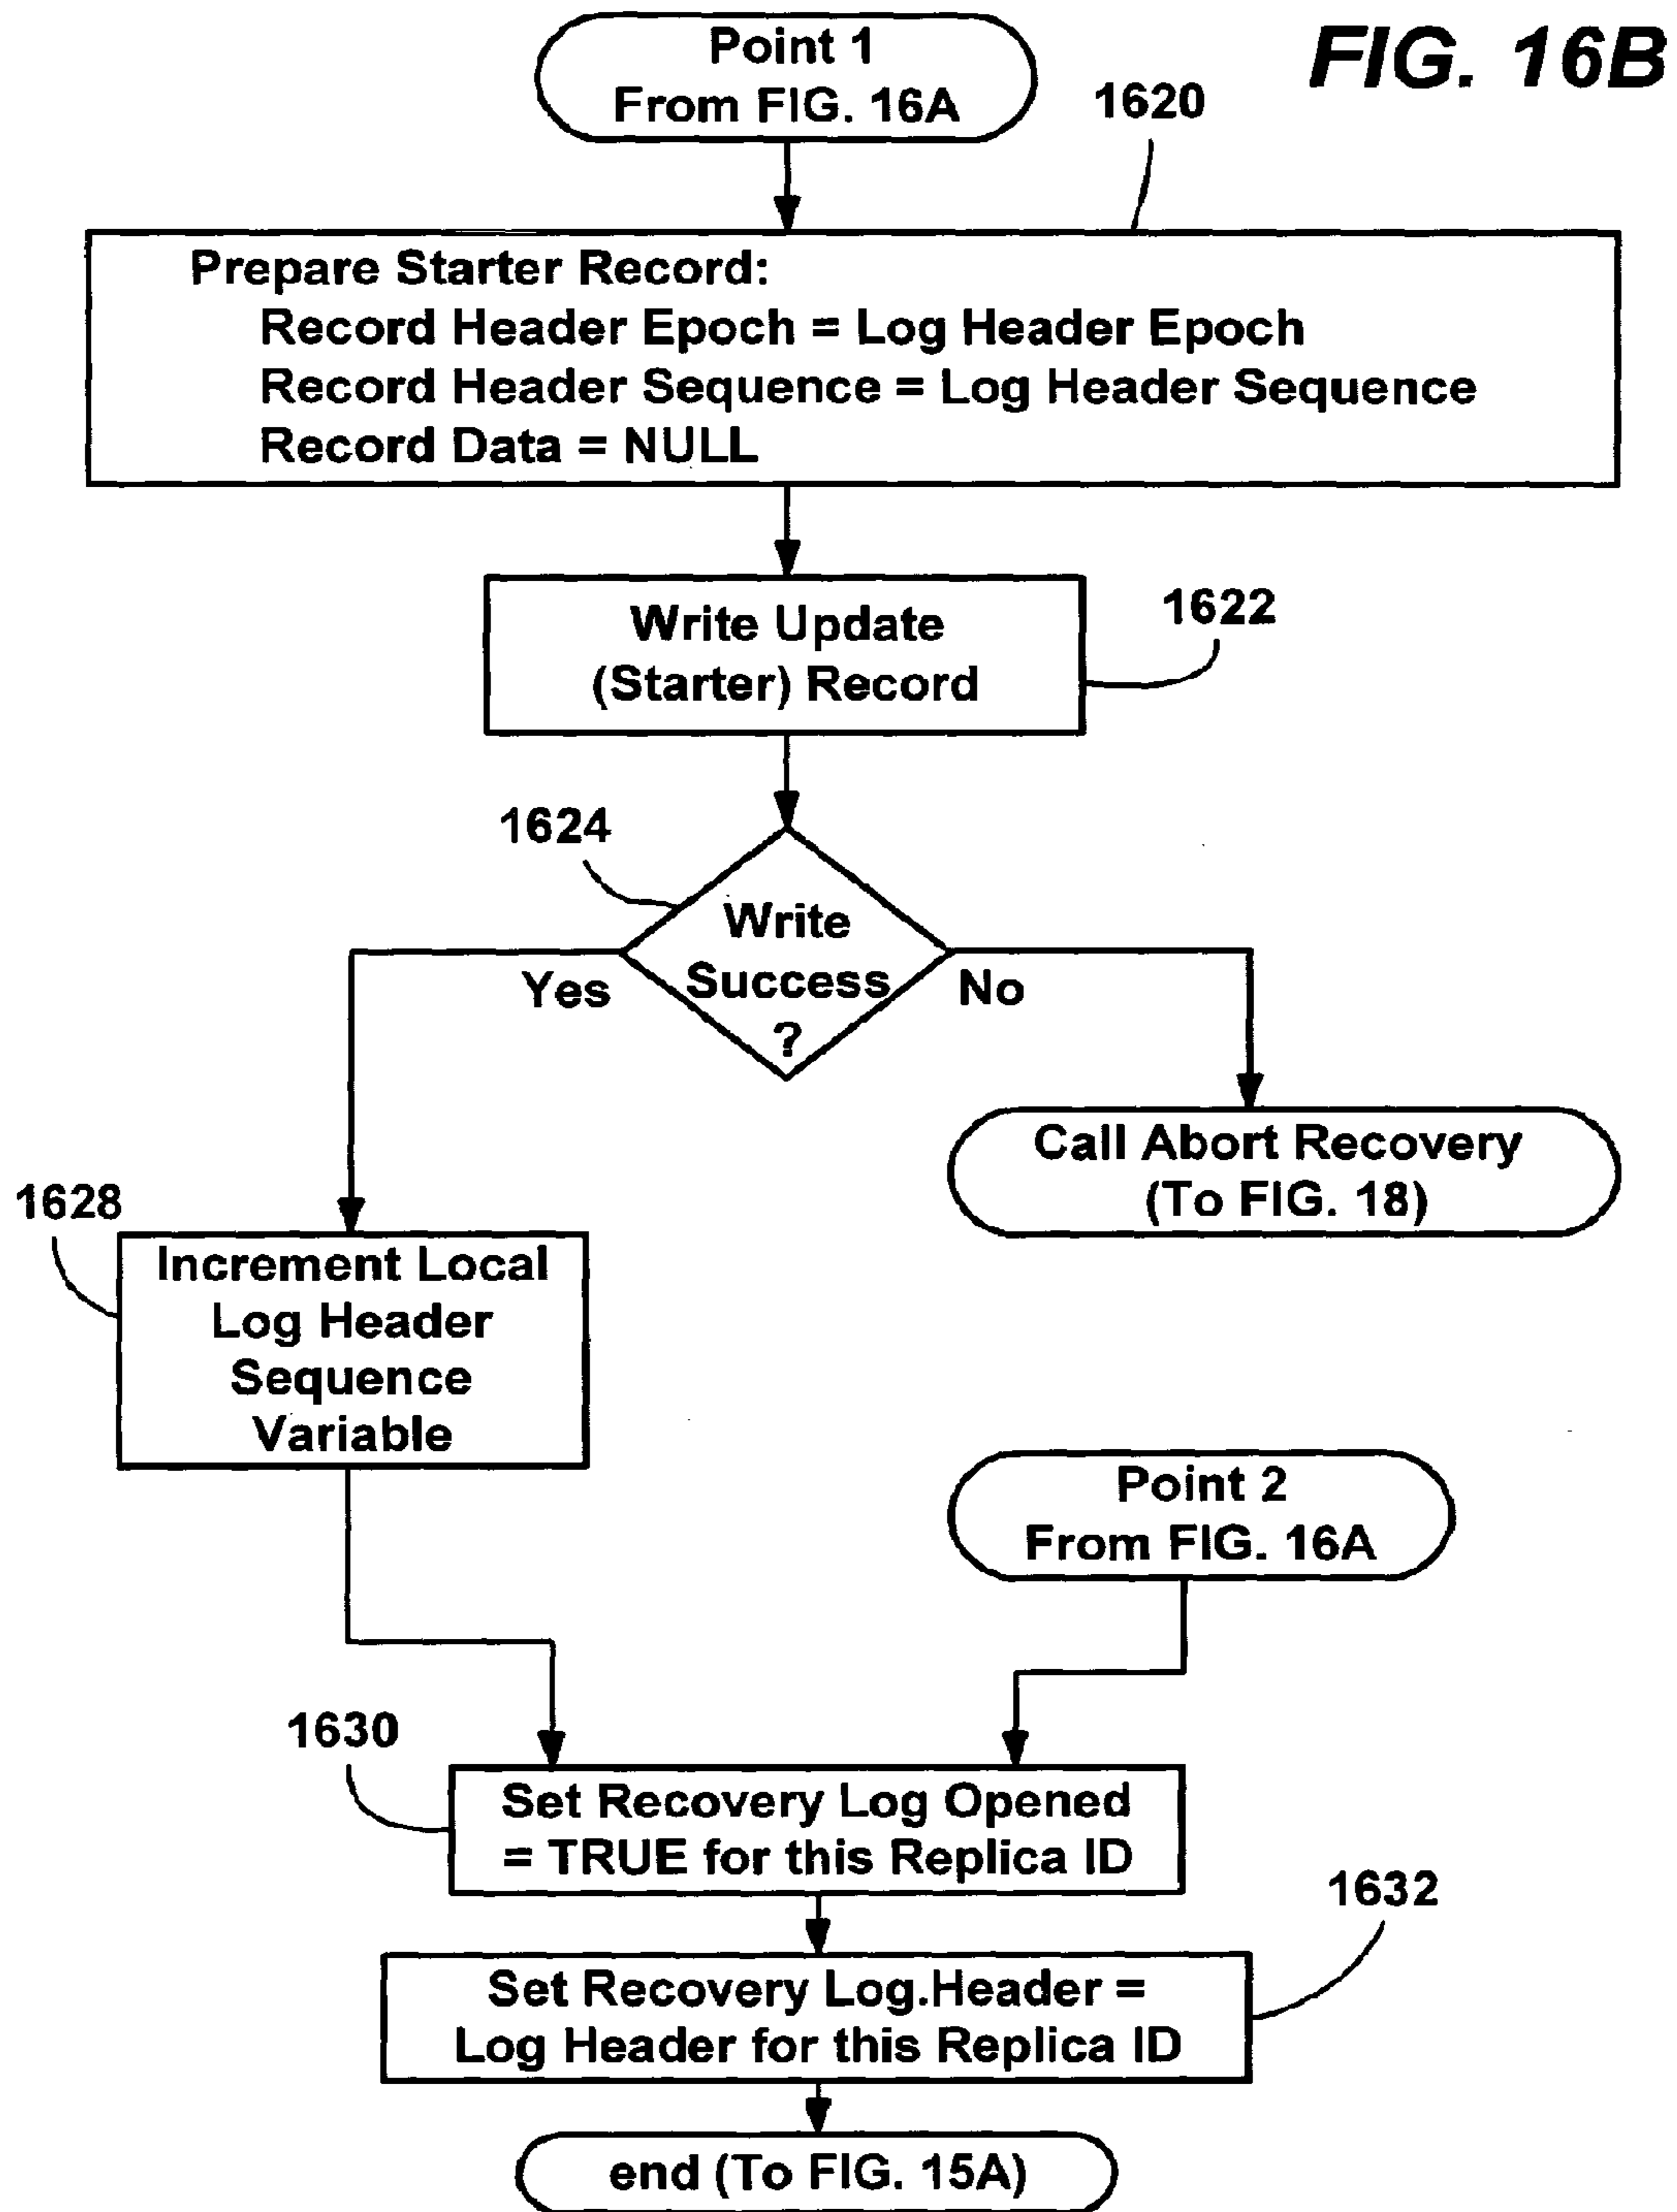 Point 1
From FIG. 16A
FIG. 16B
1620
Prepare Starter Record:
Record Header Epoch = Log Header Epoch
Record Header Sequence = Log Header Sequence
Record Data = NULL
Write Update
(Starter) Record
1622
1624
Write
Success
?
Yes
No
Call Abort Recovery
(To FIG. 18)
1628
Increment Local
Log Header
Sequence
Variable
Point 2
From FIG. 16A
1630
Set Recovery Log Opened
= TRUE for this Replica ID
1632
Set Recovery Log.Header =
Log Header for this Replica ID
end (To FIG. 15A)